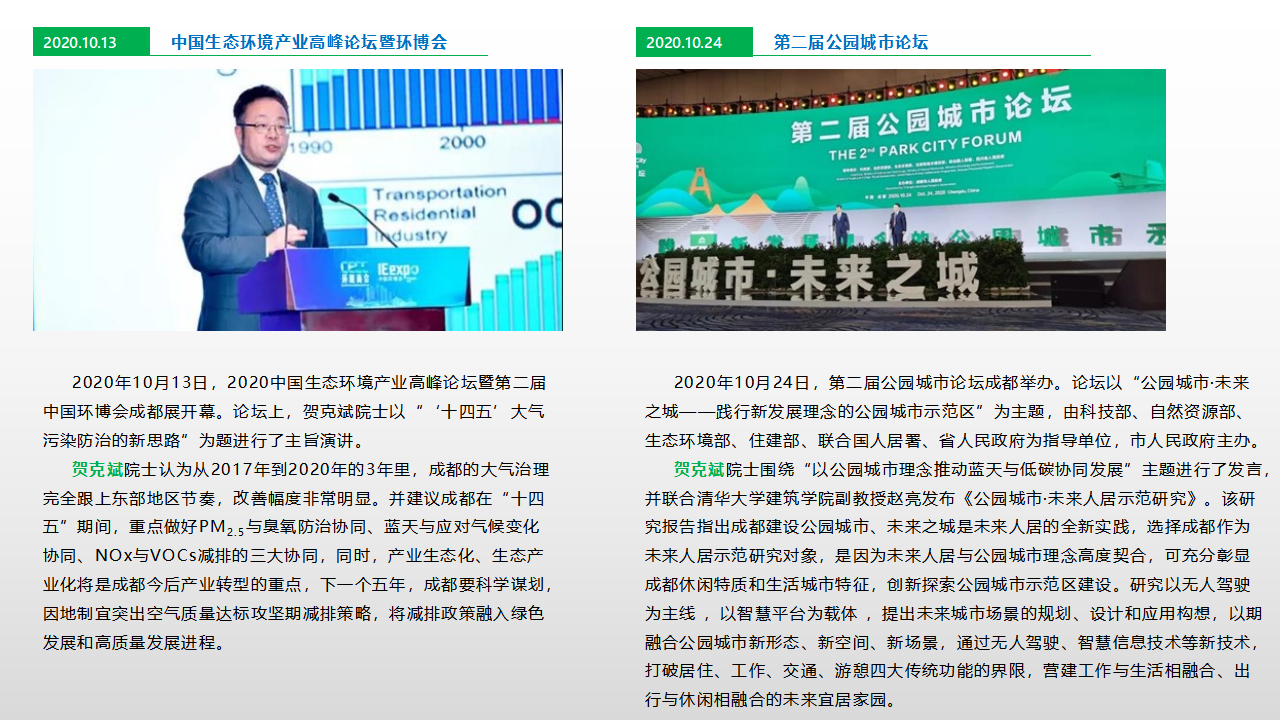 2020.10.13
中国生态环境产业高峰论坛暨环博会
1990
2000
Transportation
Residential
Industry
OC
IEexpo
2020年10月13日，2020中国生态环境产业高峰论坛暨第二届
中国环博会成都展开幕。论坛上，贺克斌院士以“‘十四五’大气
污染防治的新思路”为题进行了主旨演讲。
贺克斌院士认为从2017年到2020年的3年里，成都的大气治理
完全跟上东部地区节奏，改善幅度非常明显。并建议成都在“十四
五”期间，重点做好PM2.5与臭氧防治协同、蓝天与应对气候变化
协同、NOx与VOCs减排的三大协同，同时，产业生态化、生态产
业化将是成都今后产业转型的重点，下一个五年，成都要科学谋划，
因地制宜突出空气质量达标攻坚期减排策略，将减排政策融入绿色
发展和高质量发展进程。
2020.10.24
第二届公园城市论坛
第二届公园城市论坛
THE 2nd PARK CITY FORUM
公园城市·未来之城
2020年10月24日，第二届公园城市论坛成都举办。论坛以“公园城市·未来
之城——践行新发展理念的公园城市示范区”为主题，由科技部、自然资源部、
生态环境部、住建部、联合国人居署、省人民政府为指导单位，市人民政府主办。
贺克斌院士围绕“以公园城市理念推动蓝天与低碳协同发展”主题进行了发言，
并联合清华大学建筑学院副教授赵亮发布《公园城市·未来人居示范研究》。该研
究报告指出成都建设公园城市、未来之城是未来人居的全新实践，选择成都作为
未来人居示范研究对象，是因为未来人居与公园城市理念高度契合，可充分彰显
成都休闲特质和生活城市特征，创新探索公园城市示范区建设。研究以无人驾驶
为主线 ，以智慧平台为载体 ，提出未来城市场景的规划、设计和应用构想，以期
融合公园城市新形态、新空间、新场景，通过无人驾驶、智慧信息技术等新技术，
打破居住、工作、交通、游憩四大传统功能的界限，营建工作与生活相融合、出
行与休闲相融合的未来宜居家园。